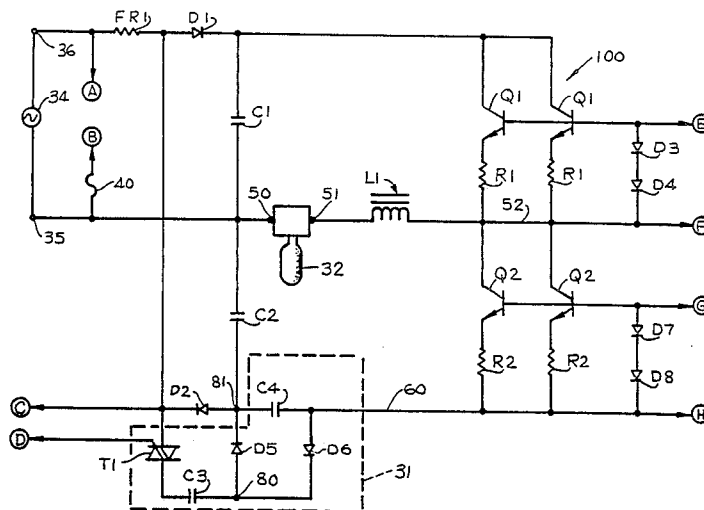 FR1 D1
36
100
34
A
B
C1
Q1 Q1
E
D3
R1 R1
D4
40
50 51
L1
52
F
35
32
Q2 Q2
G
C2
D7
R2 R2
D8
D2 81 C4 60
C
H
D
T1
D5 D6
31
C3 80